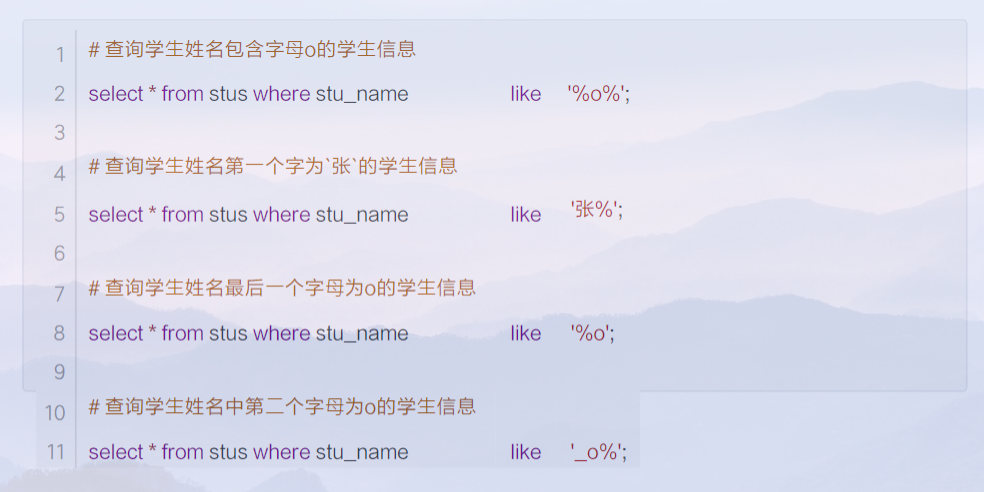 1 # 查询学生姓名包含字母o的学生信息
2 select * from stus where stu_name like '%o%';
3
4 # 查询学生姓名第一个字为`张`的学生信息
5 select * from stus where stu_name like '张%';
6
7 # 查询学生姓名最后一个字母为o的学生信息
8 select * from stus where stu_name like '%o';
9
10 # 查询学生姓名中第二个字母为o的学生信息
11 select * from stus where stu_name like '_o%';